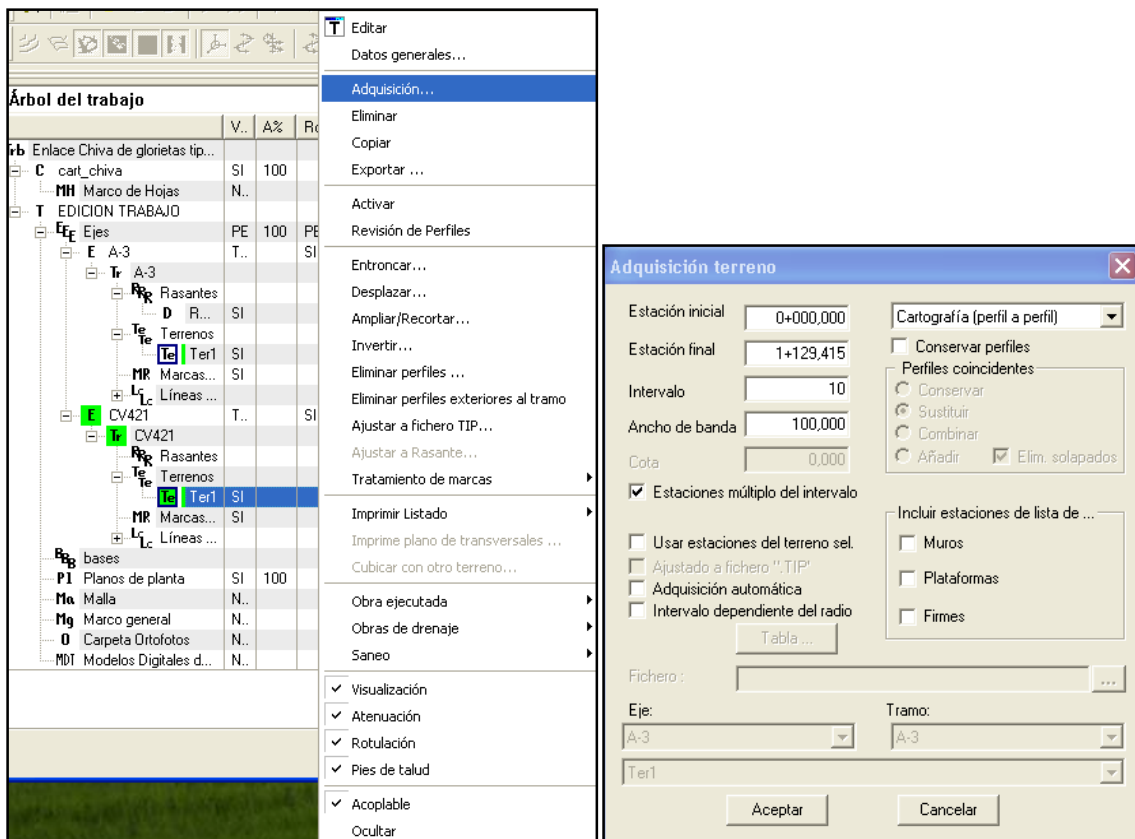 Árbol del trabajo
V.. A% Ro
Trb Enlace Chiva de glorietas tip...
C cart_chiva SI 100
MH Marco de Hojas N..
T EDICION TRABAJO
EEE Ejes PE 100 PE
E A-3 T.. SI
Tr A-3
RRR Rasantes
D R... SI
TeTe Terrenos
Te Ter1 SI
MR Marcas... SI
LcLc Líneas ...
E CV421 T.. SI
Tr CV421
RRR Rasantes
TeTe Terrenos
Te Ter1 SI
MR Marcas... SI
LcLc Líneas ...
BBB bases
Pl Planos de planta SI 100
Ma Malla N..
Mg Marco general N..
O Carpeta Ortofotos N..
MDT Modelos Digitales d... N..
T Editar
Datos generales...
Adquisición...
Eliminar
Copiar
Exportar ...
Activar
Revisión de Perfiles
Entroncar...
Desplazar...
Ampliar/Recortar...
Invertir...
Eliminar perfiles ...
Eliminar perfiles exteriores al tramo
Ajustar a fichero TIP...
Ajustar a Rasante...
Tratamiento de marcas
Imprimir Listado
Imprime plano de transversales ...
Cubicar con otro terreno...
Obra ejecutada
Obras de drenaje
Saneo
Visualización
Atenuación
Rotulación
Pies de talud
Acoplable
Ocultar
Adquisición terreno
Estación inicial 0+000,000
Estación final 1+129,415
Intervalo 10
Ancho de banda 100,000
Cota 0,000
Estaciones múltiplo del intervalo
Usar estaciones del terreno sel.
Ajustado a fichero ".TIP'
Adquisición automática
Intervalo dependiente del radio
Tabla ...
Cartografía (perfil a perfil)
Conservar perfiles
Perfiles coincidentes
Conservar
Sustituir
Combinar
Añadir Elim. solapados
Incluir estaciones de lista de ...
Muros
Plataformas
Firmes
Fichero : ...
Eje: Tramo:
A-3 A-3
Ter1
Aceptar Cancelar